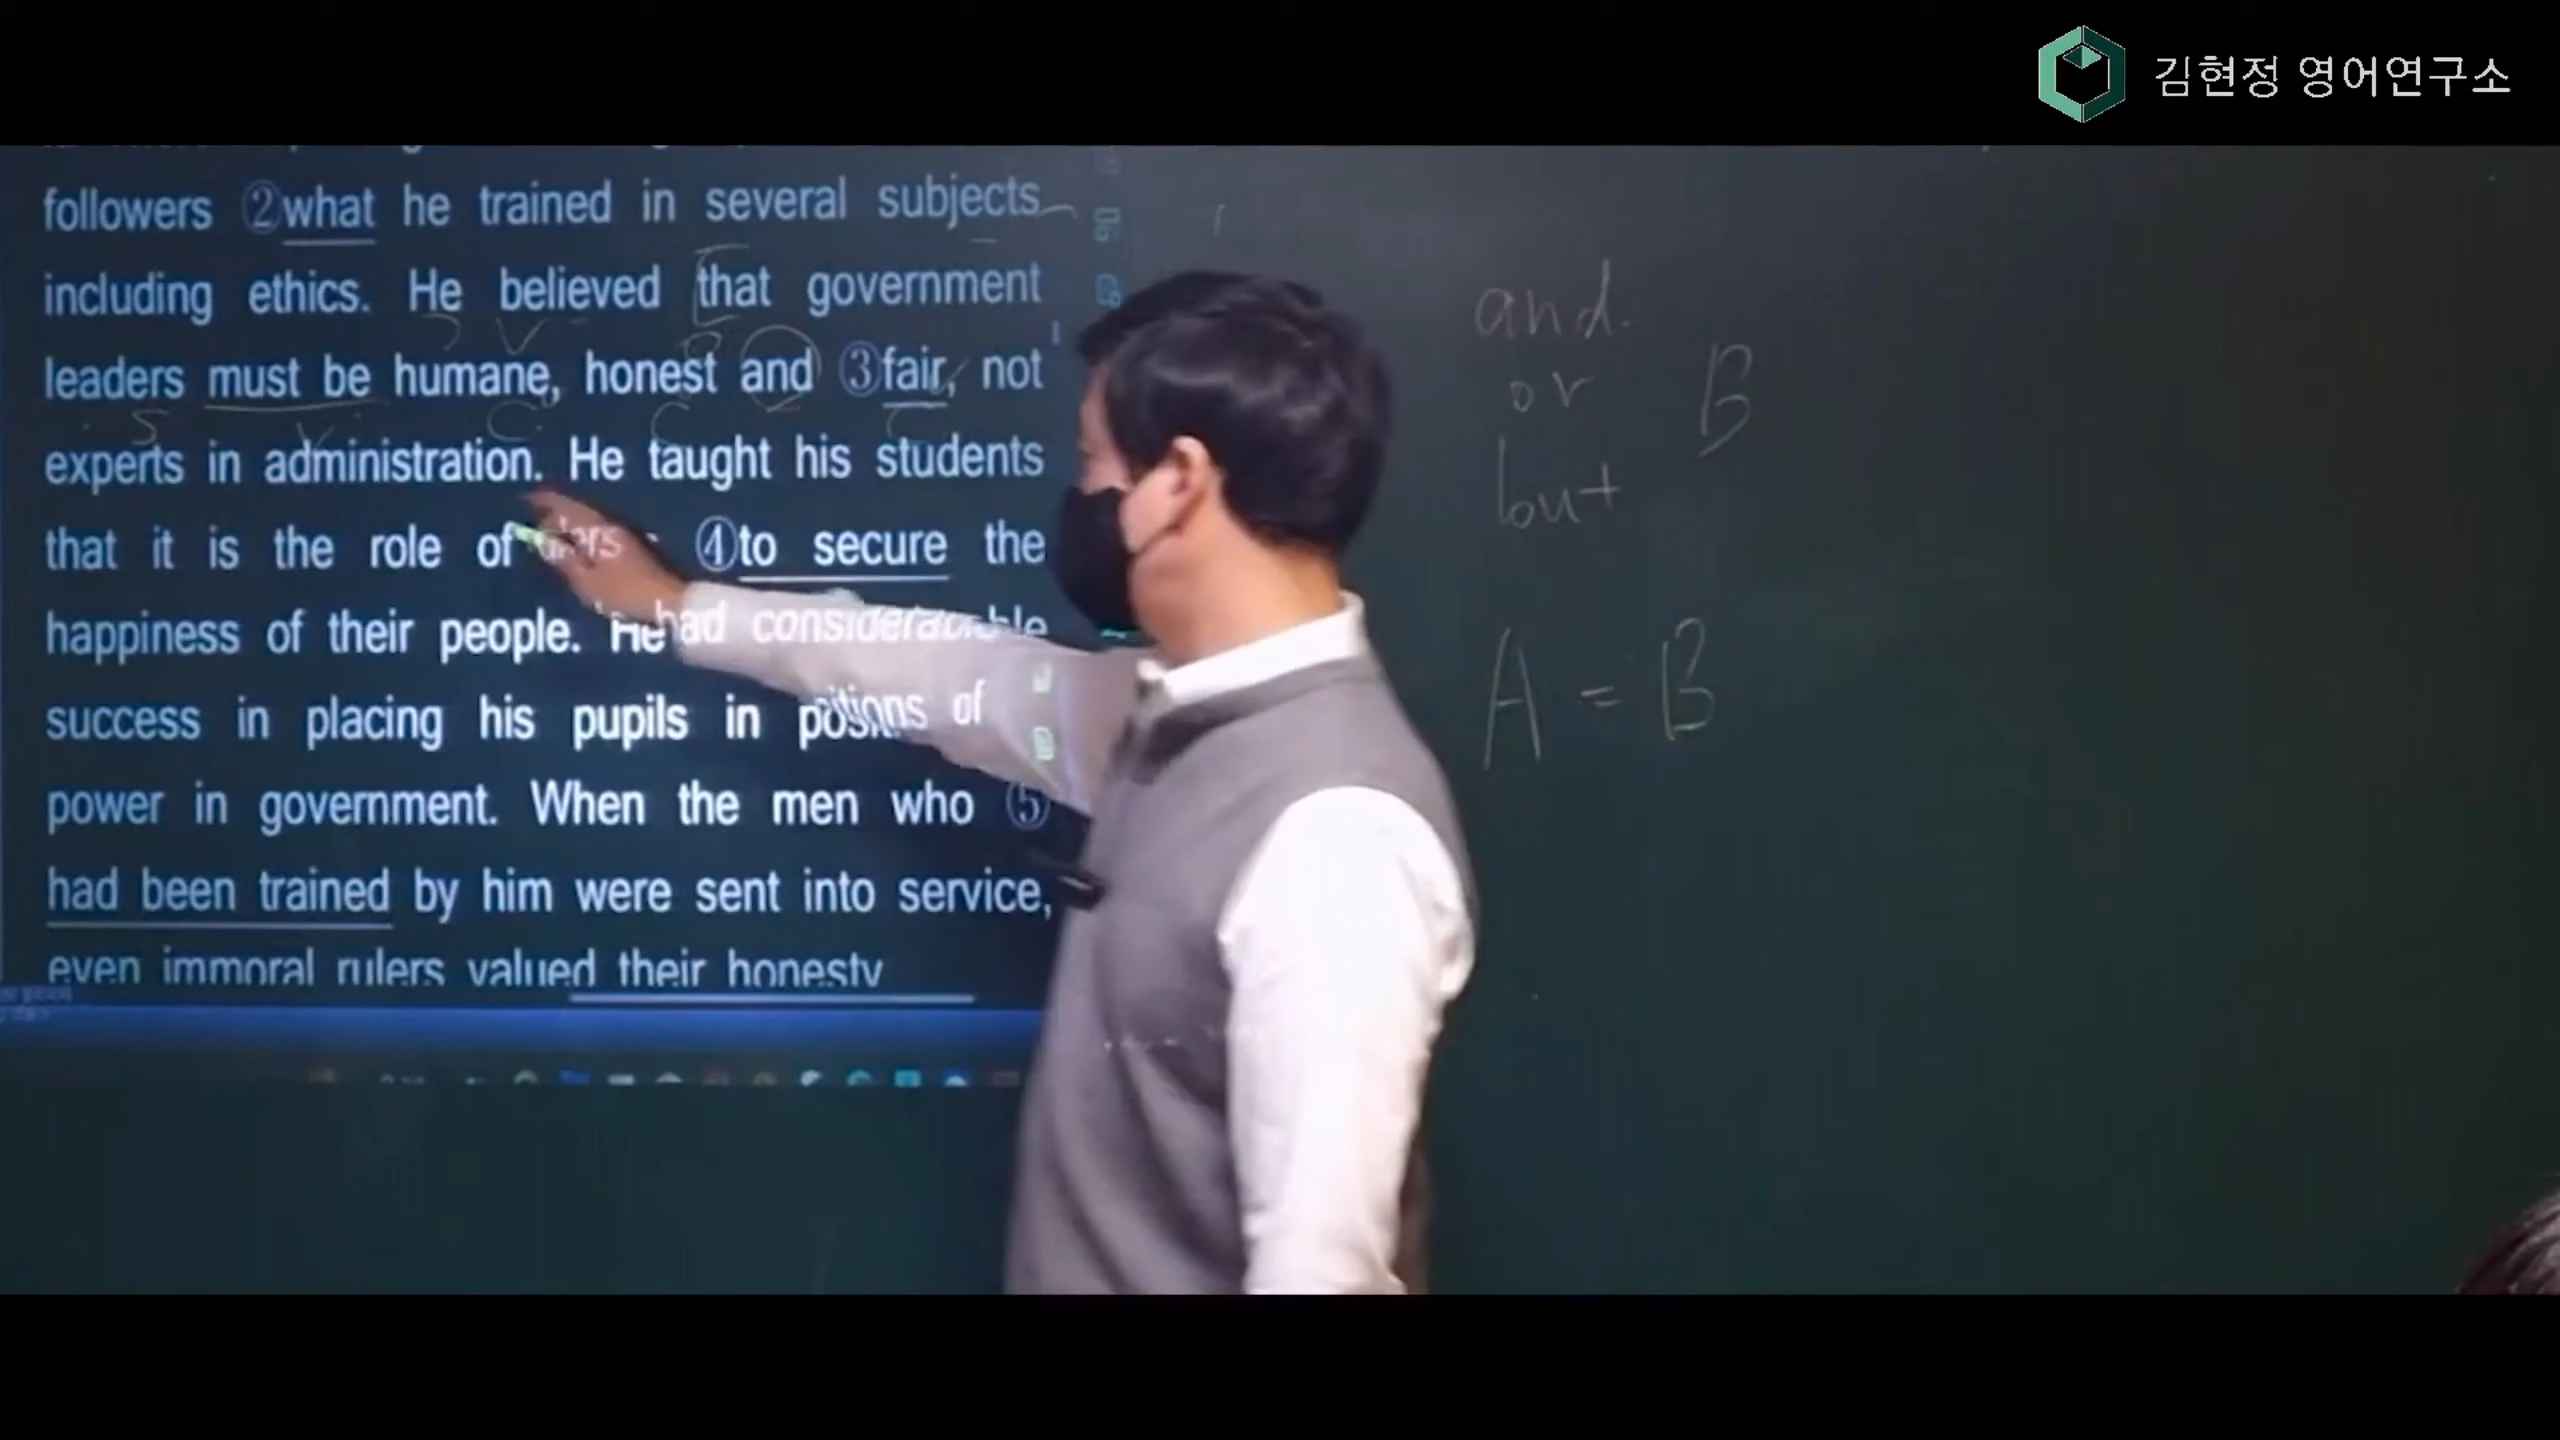 김현정 영어연구소
followers ②what he trained in several subjects
including ethics. He believed that government
leaders must be humane, honest and ③fair, not
experts in administration. He taught his students
that it is the role of rulers ④to secure the
happiness of their people. He had considerable
success in placing his pupils in positions of
power in government. When the men who ⑤
had been trained by him were sent into service,
even immoral rulers valued their honesty
S V
S V C C C
and.
or B
but
A = B